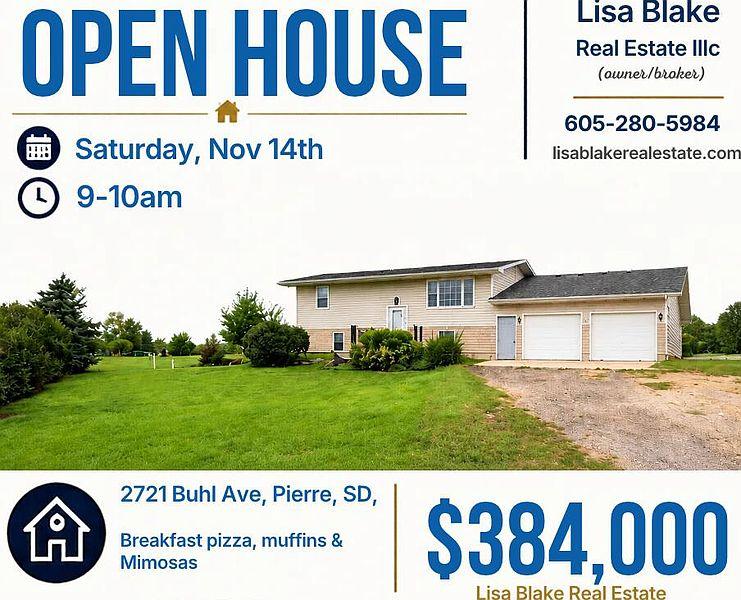 OPEN HOUSE
Saturday, Nov 14th
9-10am
Lisa Blake
Real Estate lllc
(owner/broker)
605-280-5984
lisablakerealestate.com
2721 Buhl Ave, Pierre, SD,
Breakfast pizza, muffins &
Mimosas
$384,000
Lisa Blake Real Estate